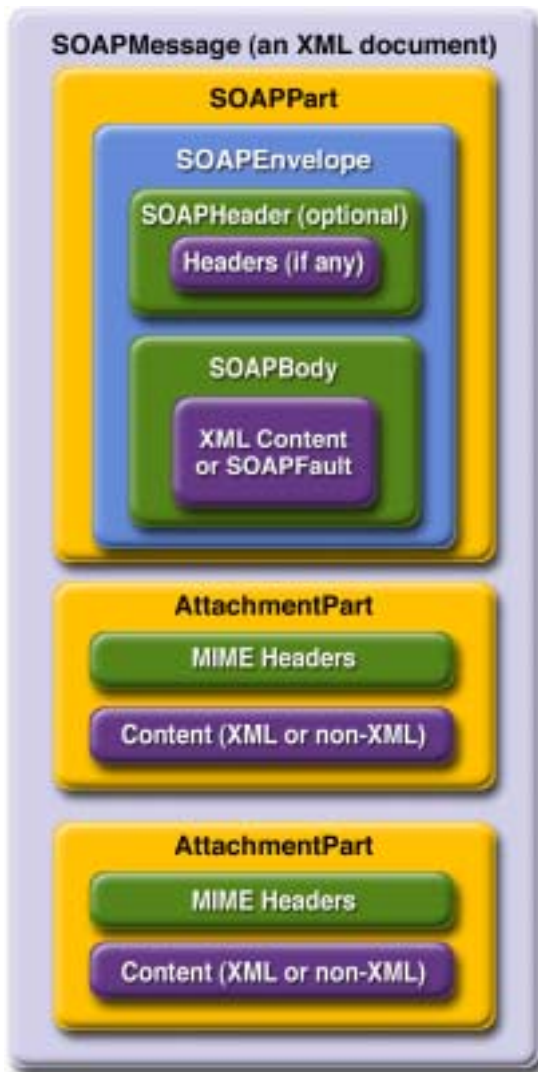 SOAPMessage (an XML document)
SOAPPart
SOAPEnvelope
SOAPHeader (optional)
Headers (if any)
SOAPBody
XML Content
or SOAPFault
AttachmentPart
MIME Headers
Content (XML or non-XML)
AttachmentPart
MIME Headers
Content (XML or non-XML)